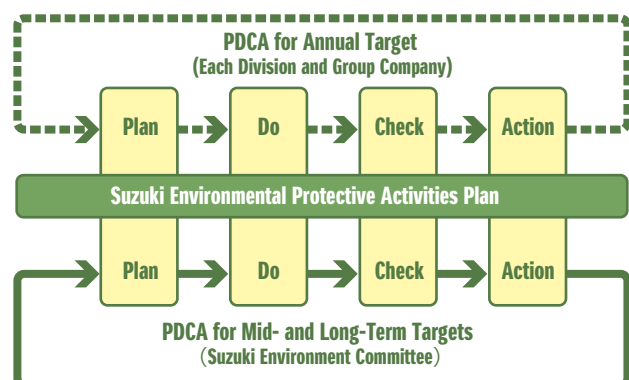 PDCA for Annual Target
(Each Division and Group Company)
Plan Do Check Action
Suzuki Environmental Protective Activities Plan
Plan Do Check Action
PDCA for Mid- and Long-Term Targets
（Suzuki Environment Committee）